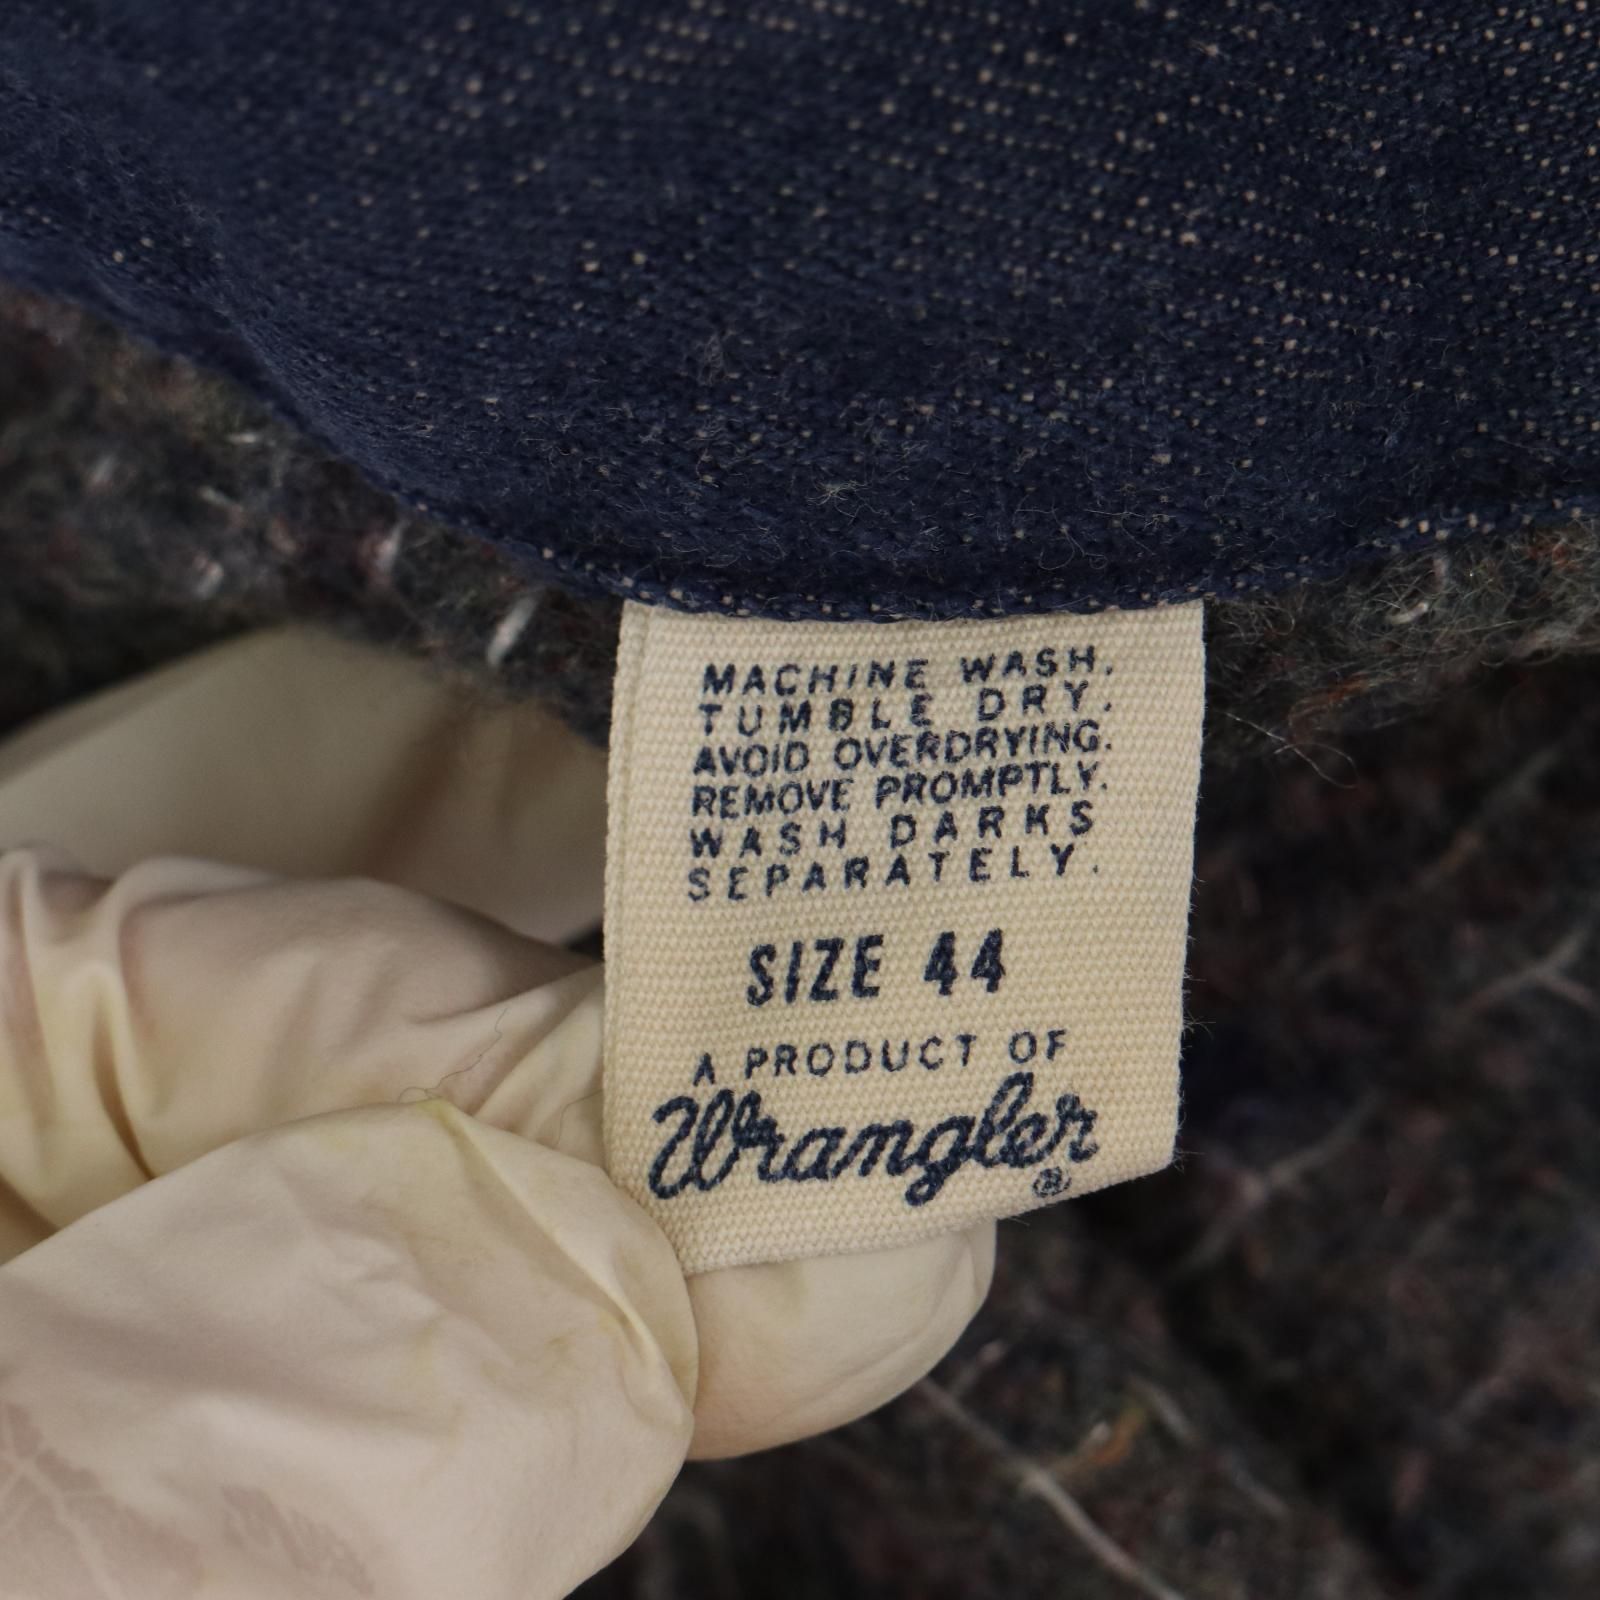 MACHINE WASH.
TUMBLE DRY.
AVOID OVERDRYING.
REMOVE PROMPTLY.
WASH DARKS
SEPARATELY.
SIZE 44
A PRODUCT OF
Wrangler
®